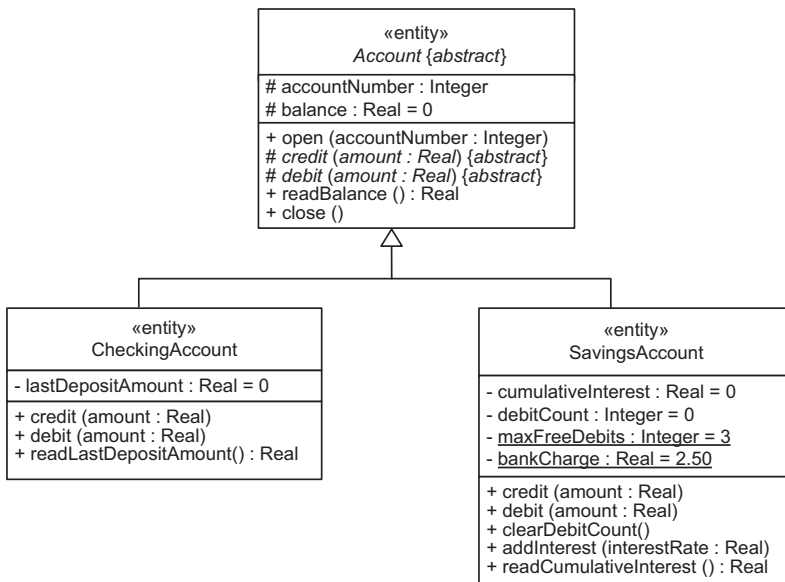 «entity»
Account {abstract}
# accountNumber : Integer
# balance : Real = 0
+ open (accountNumber : Integer)
# credit (amount : Real) {abstract}
# debit (amount : Real) {abstract}
+ readBalance () : Real
+ close ()
«entity»
CheckingAccount
- lastDepositAmount : Real = 0
+ credit (amount : Real)
+ debit (amount : Real)
+ readLastDepositAmount() : Real
«entity»
SavingsAccount
- cumulativeInterest : Real = 0
- debitCount : Integer = 0
- maxFreeDebits : Integer = 3
- bankCharge : Real = 2.50
+ credit (amount : Real)
+ debit (amount : Real)
+ clearDebitCount()
+ addInterest (interestRate : Real)
+ readCumulativeInterest () : Real